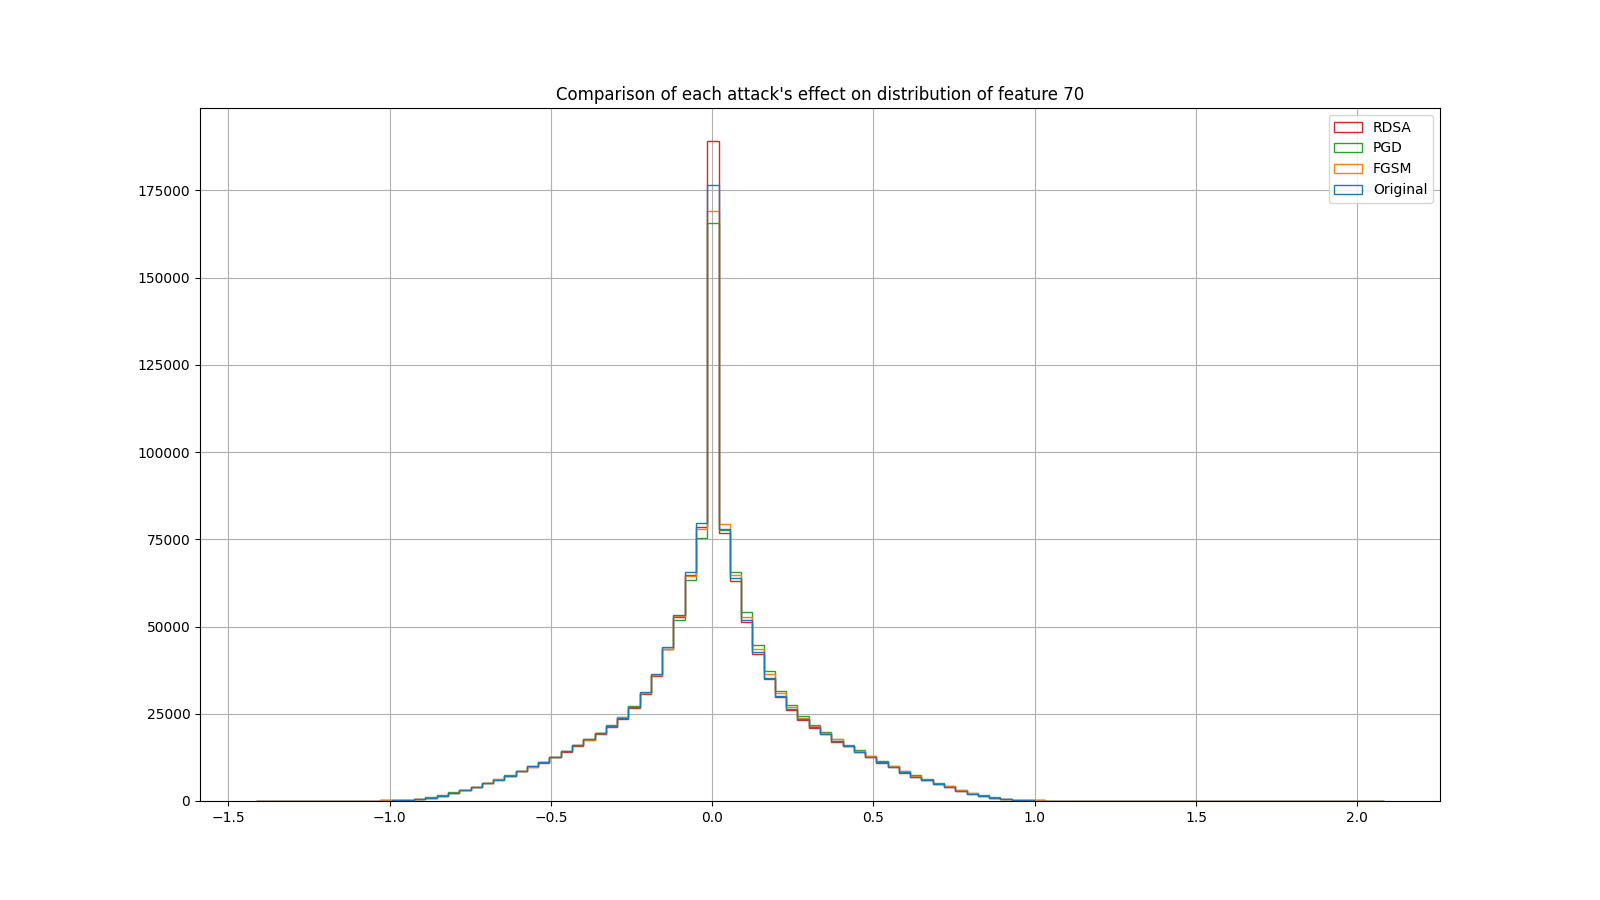 Comparison of each attack's effect on distribution of feature 70
RDSA
PGD
FGSM
Original
175000
150000
125000
100000
75000
50000
25000
0
−1.5 −1.0 −0.5 0.0 0.5 1.0 1.5 2.0